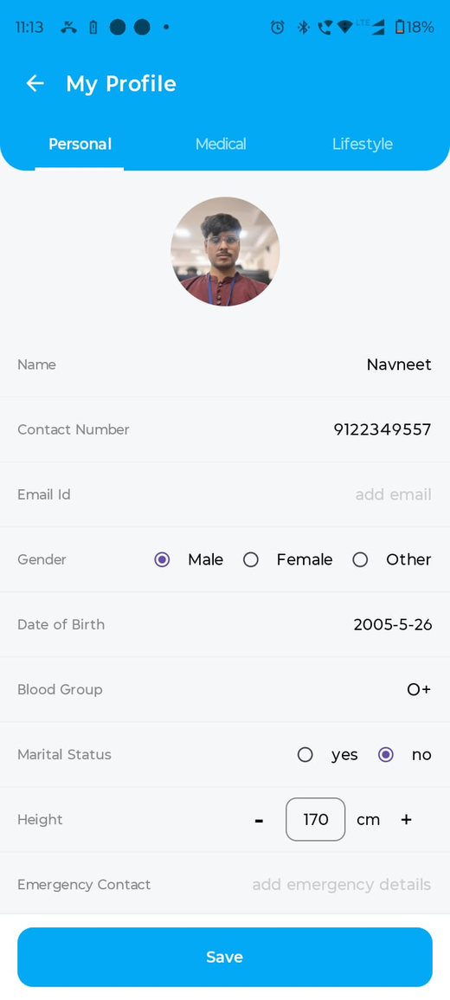 11:13 LTE 18%
My Profile
Personal Medical Lifestyle
Name Navneet
Contact Number 9122349557
Email Id add email
Gender Male Female Other
Date of Birth 2005-5-26
Blood Group O+
Marital Status yes no
Height - 170 cm +
Emergency Contact add emergency details
Save